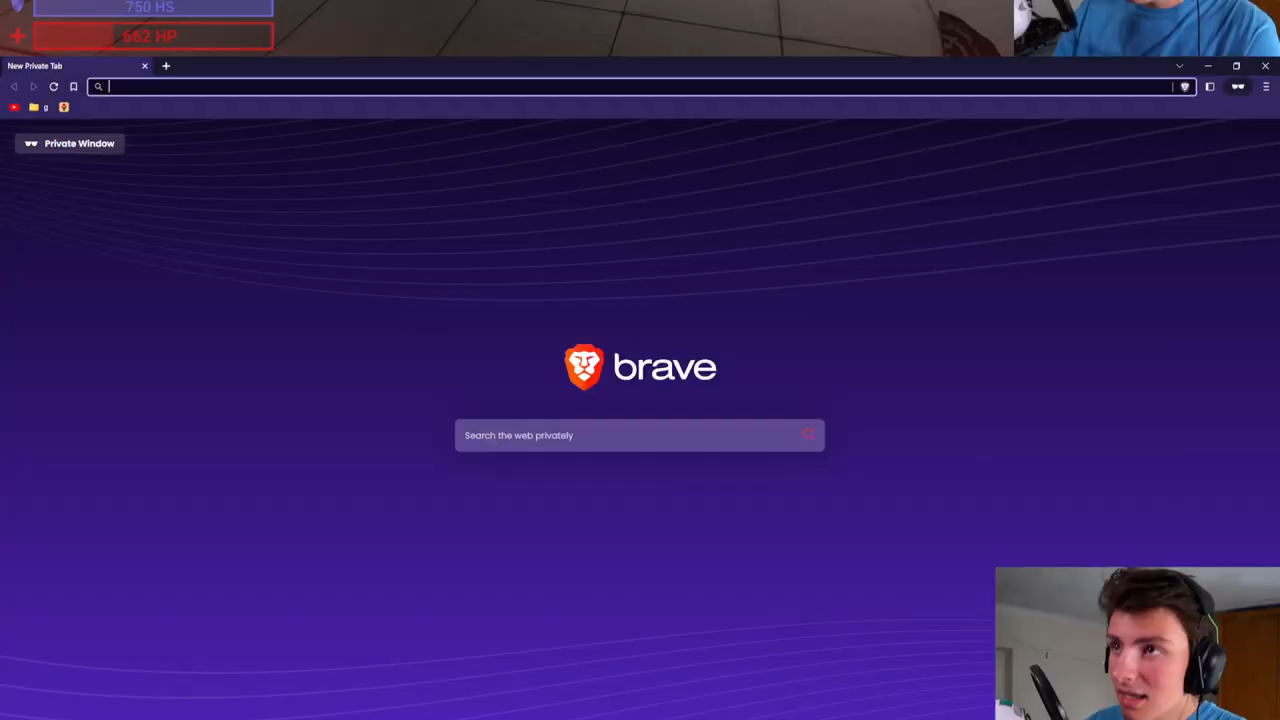 750 HS
662 HP
New Private Tab
g
Private Window
brave
Search the web privately